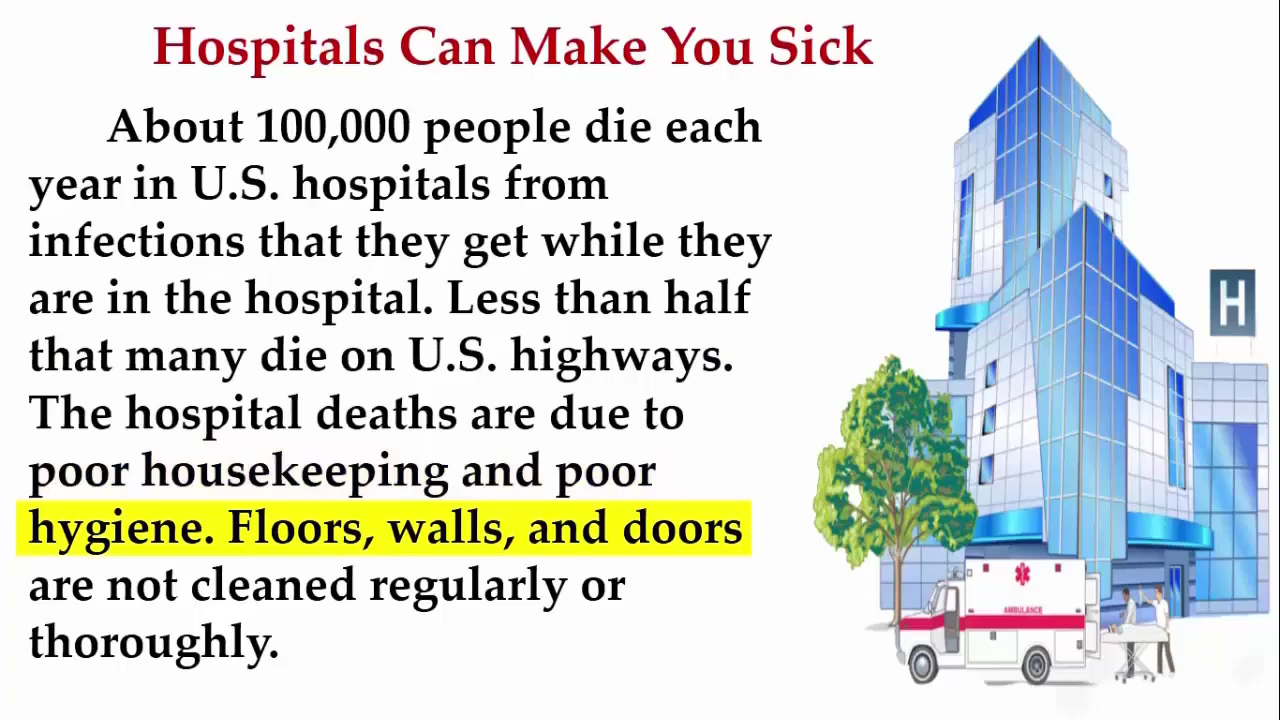 Hospitals Can Make You Sick
About 100,000 people die each
year in U.S. hospitals from
infections that they get while they
are in the hospital. Less than half
that many die on U.S. highways.
The hospital deaths are due to
poor housekeeping and poor
hygiene. Floors, walls, and doors
are not cleaned regularly or
thoroughly.
H
AMBULANCE